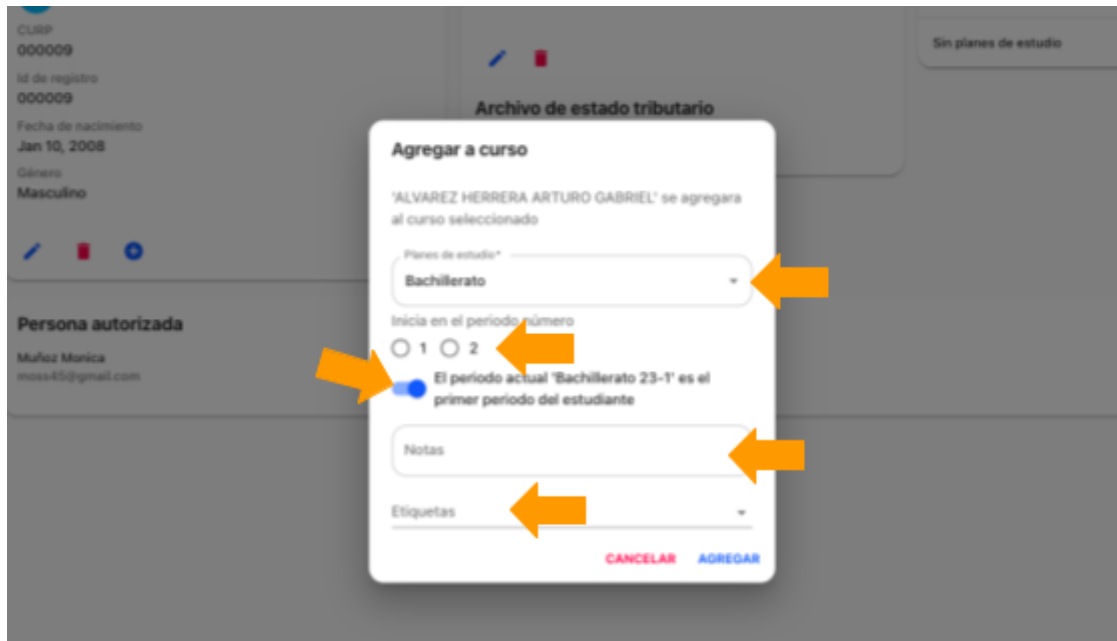 CURP
000009
Id de registro
000009
Fecha de nacimiento
Jan 10, 2008
Género
Masculino
Persona autorizada
Muñoz Monica
moss45@gmail.com
Archivo de estado tributario
Sin planes de estudio
Agregar a curso
'ALVAREZ HERRERA ARTURO GABRIEL' se agregara
al curso seleccionado
Planes de estudio*
Bachillerato
Inicia en el periodo número
1 2
El periodo actual 'Bachillerato 23-1' es el
primer periodo del estudiante
Notas
Etiquetas
CANCELAR AGREGAR